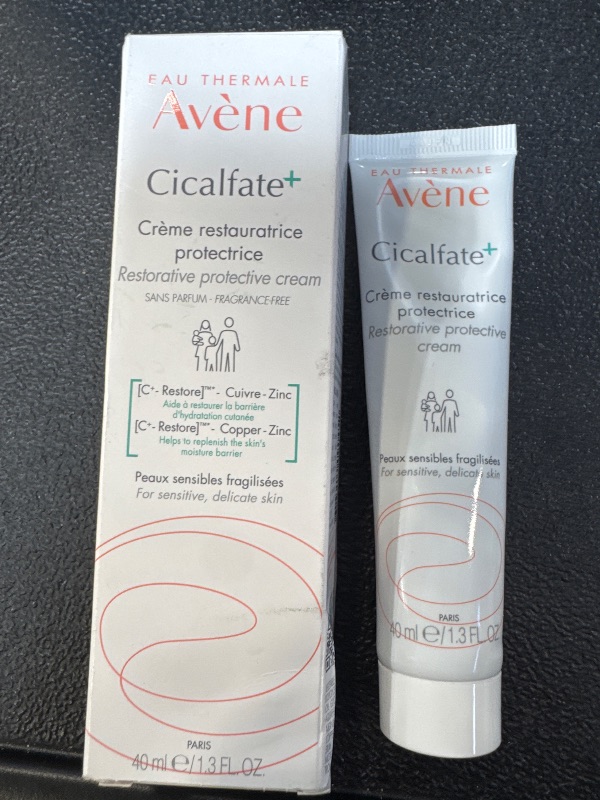 EAU THERMALE
Avène
Cicalfate+
Crème restauratrice
protectrice
Restorative protective cream
SANS PARFUM - FRAGRANCE-FREE
[C+- Restore]™* - Cuivre - Zinc
Aide à restaurer la barrière
d'hydratation cutanée
[C+- Restore]™* - Copper - Zinc
Helps to replenish the skin's
moisture barrier
Peaux sensibles fragilisées
For sensitive, delicate skin
PARIS
40 ml e/1.3 FL. OZ.
EAU THERMALE
Avène
Cicalfate+
Crème restauratrice
protectrice
Restorative protective
cream
Peaux sensibles fragilisées
For sensitive, delicate skin
PARIS
40 ml e/1.3 FL. OZ.